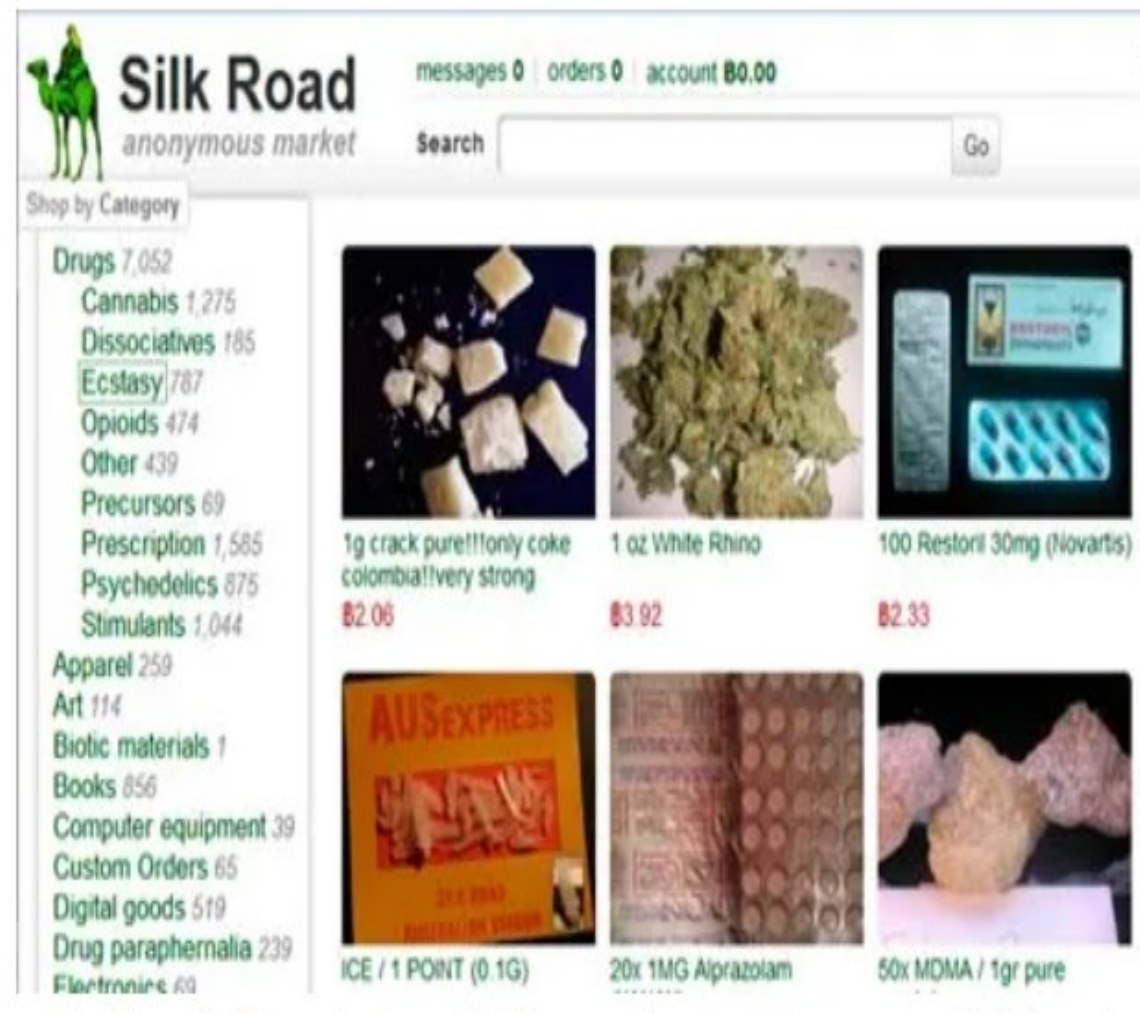 Silk Road
anonymous market
messages 0 orders 0 account ฿0.00
Search
Go
Shop by Category
Drugs 7,052
Cannabis 1,275
Dissociatives 185
Ecstasy 787
Opioids 474
Other 439
Precursors 69
Prescription 1,585
Psychedelics 875
Stimulants 1,044
Apparel 259
Art 114
Biotic materials 1
Books 856
Computer equipment 39
Custom Orders 65
Digital goods 519
Drug paraphernalia 239
Electronics 69
1g crack pure!!!only coke
colombia!!very strong
฿2.06
1 oz White Rhino
฿3.92
100 Restoril 30mg (Novartis)
฿2.33
AUSEXPRESS
ICE / 1 POINT (0.1G)
20x 1MG Alprazolam
50x MDMA / 1gr pure